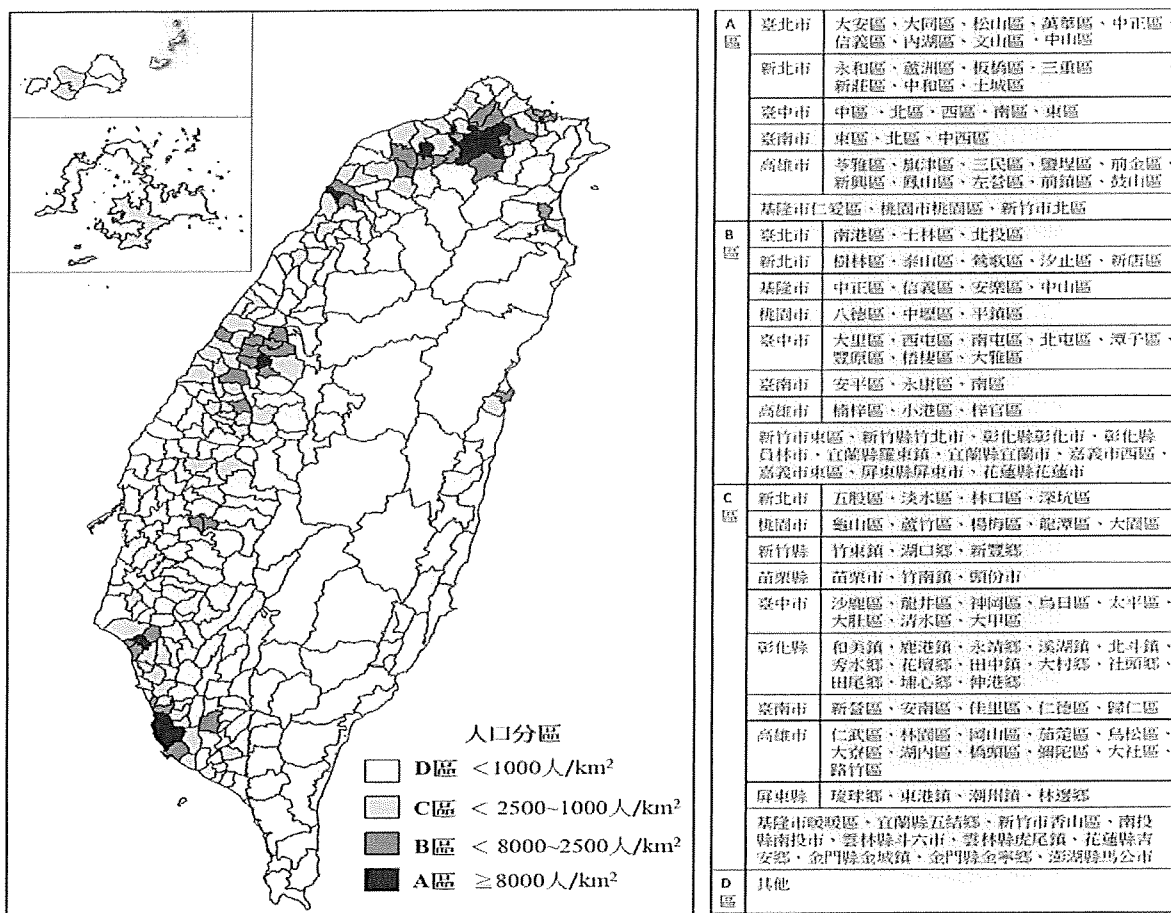 人口分區
D區 <1000人/km²
C區 < 2500~1000人/km²
B區 < 8000~2500人/km²
A區 ≥8000人/km²
A區
臺北市 大安區、大同區、松山區、萬華區、中正區、
信義區、內湖區、文山區、中山區
新北市 永和區、蘆洲區、板橋區、三重區
新莊區、中和區、土城區
臺中市 中區、北區、西區、南區、東區
臺南市 東區、北區、中西區
高雄市 苓雅區、旗津區、三民區、鹽埕區、前金區、
新興區、鳳山區、左營區、前鎮區、鼓山區
基隆市仁愛區、桃園市桃園區、新竹市北區
B區
臺北市 南港區、士林區、北投區
新北市 樹林區、泰山區、鶯歌區、汐止區、新店區
基隆市 中正區、信義區、安樂區、中山區
桃園市 八德區、中壢區、平鎮區
臺中市 大里區、西屯區、南屯區、北屯區、潭子區、
豐原區、梧棲區、大雅區
臺南市 安平區、永康區、南區
高雄市 楠梓區、小港區、梓官區
新竹市東區、新竹縣竹北市、彰化縣彰化市、彰化縣
員林市、宜蘭縣羅東鎮、宜蘭縣宜蘭市、嘉義市西區、
嘉義市東區、屏東縣屏東市、花蓮縣花蓮市
C區
新北市 五股區、淡水區、林口區、深坑區
桃園市 龜山區、蘆竹區、楊梅區、龍潭區、大園區
新竹縣 竹東鎮、湖口鄉、新豐鄉
苗栗縣 苗栗市、竹南鎮、頭份市
臺中市 沙鹿區、龍井區、神岡區、烏日區、太平區、
大肚區、清水區、大甲區
彰化縣 和美鎮、鹿港鎮、永靖鄉、溪湖鎮、北斗鎮、
秀水鄉、花壇鄉、田中鎮、大村鄉、社頭鄉、
田尾鄉、埔心鄉、伸港鄉
臺南市 新營區、安南區、佳里區、仁德區、歸仁區
高雄市 仁武區、林園區、岡山區、茄萣區、鳥松區、
大寮區、湖內區、橋頭區、彌陀區、大社區、
路竹區
屏東縣 琉球鄉、東港鎮、潮州鎮、林邊鄉
基隆市暖暖區、宜蘭縣五結鄉、新竹市香山區、南投
縣南投市、雲林縣斗六市、雲林縣虎尾鎮、花蓮縣吉
安鄉、金門縣金城鎮、金門縣金寧鄉、澎湖縣馬公市
D區
其他